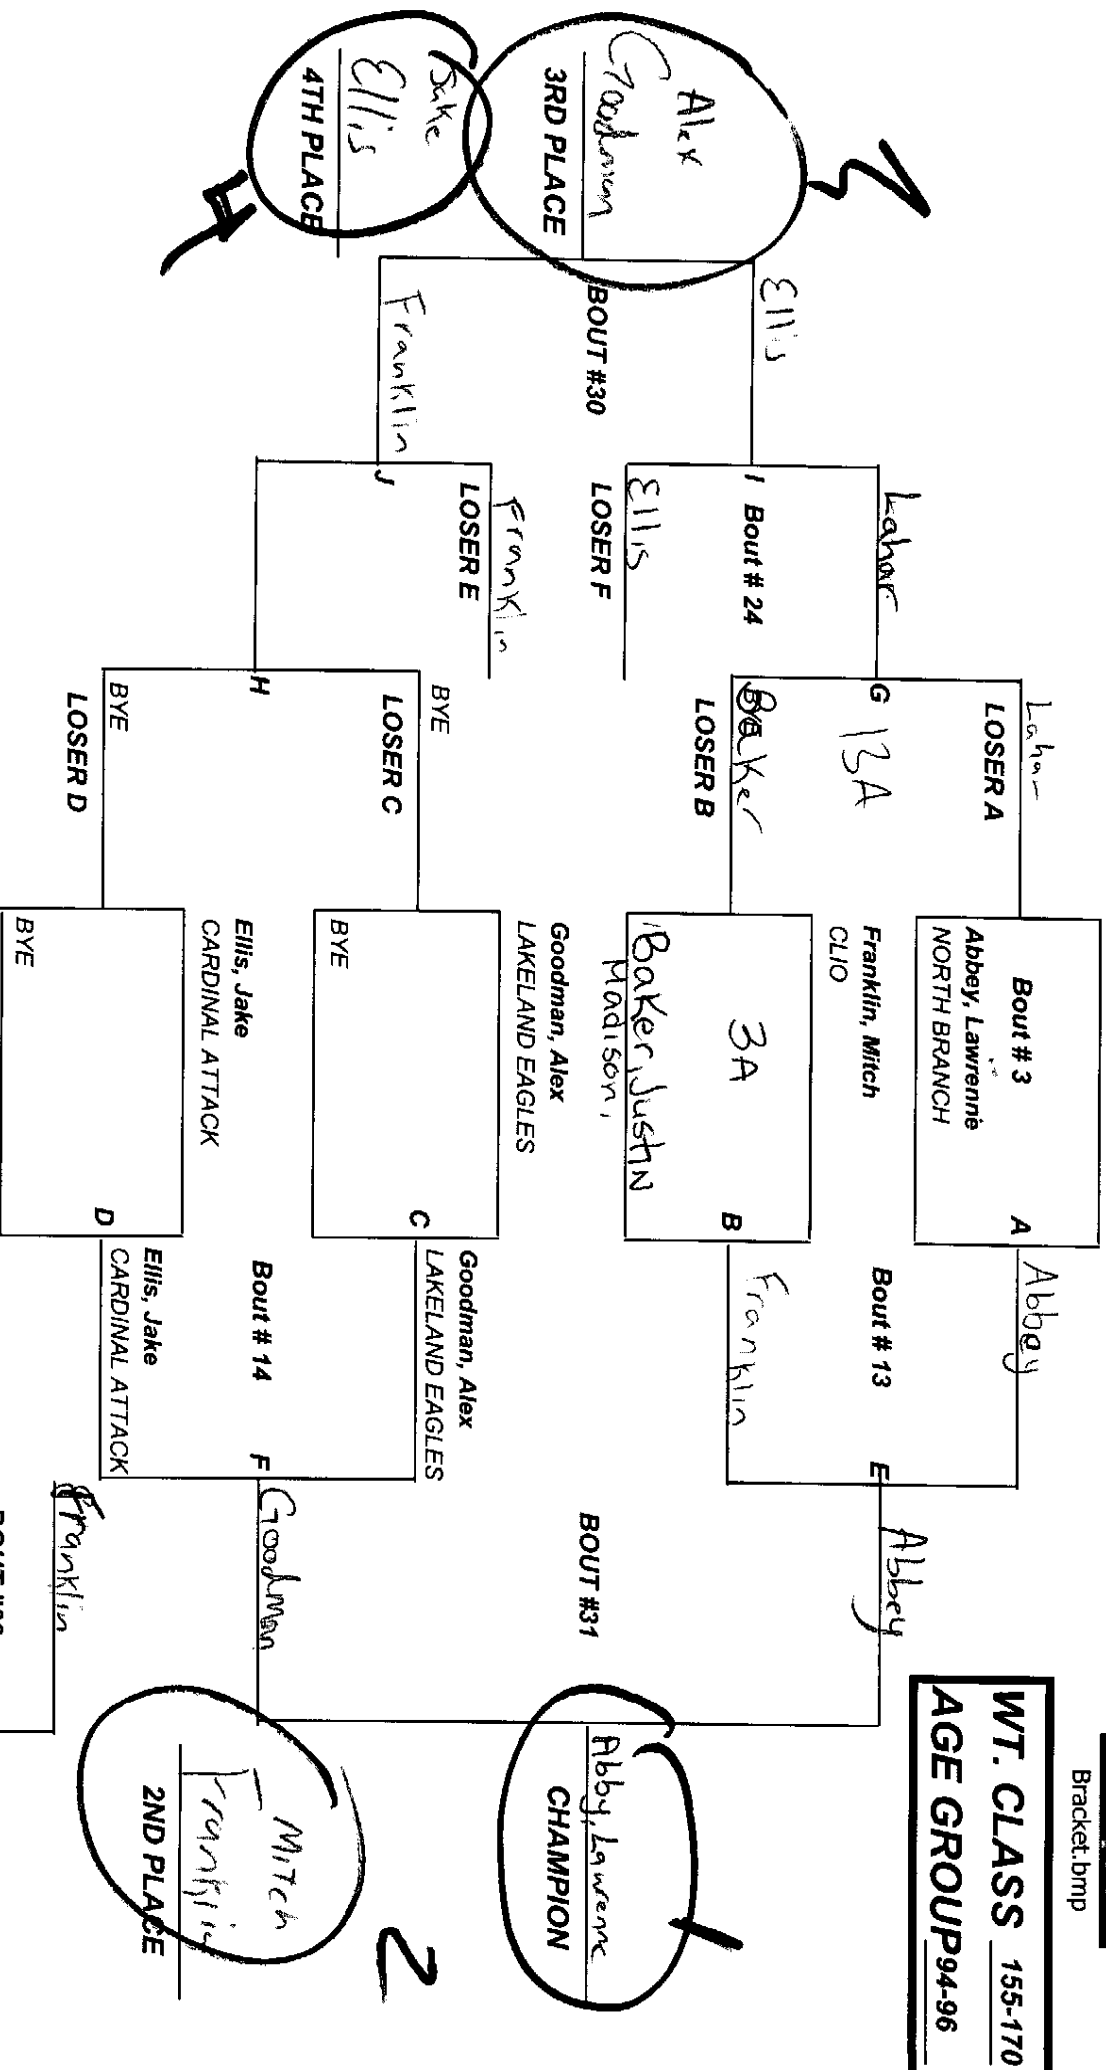 Bracket.bmp
WT. CLASS 155-170
AGE GROUP 94-96
Lahar
LOSER A
Bout # 3
Abbey, Lawrenne
NORTH BRANCH
A
Abbey
Lahar
G
13A
Franklin, Mitch
CLIO
Bout # 13
E
Abbey
Ellis
I Bout # 24
Baker
LOSER B
3A
Baker, Justin
Madison,
B
Franklin
3
Alex
Goodman
3RD PLACE
BOUT #30
Ellis
LOSER F
BOUT #31
Abby, Lawrenne
CHAMPION
1
Goodman, Alex
LAKELAND EAGLES
Franklin
LOSER E
Franklin
J
BYE
LOSER C
BYE
C
Goodman, Alex
LAKELAND EAGLES
Jake
Ellis
4TH PLACE
4
H
Ellis, Jake
CARDINAL ATTACK
Bout # 14
F
Goodman
2
Mitch
Franklin
2ND PLACE
BYE
LOSER D
D
Ellis, Jake
CARDINAL ATTACK
BYE
Franklin